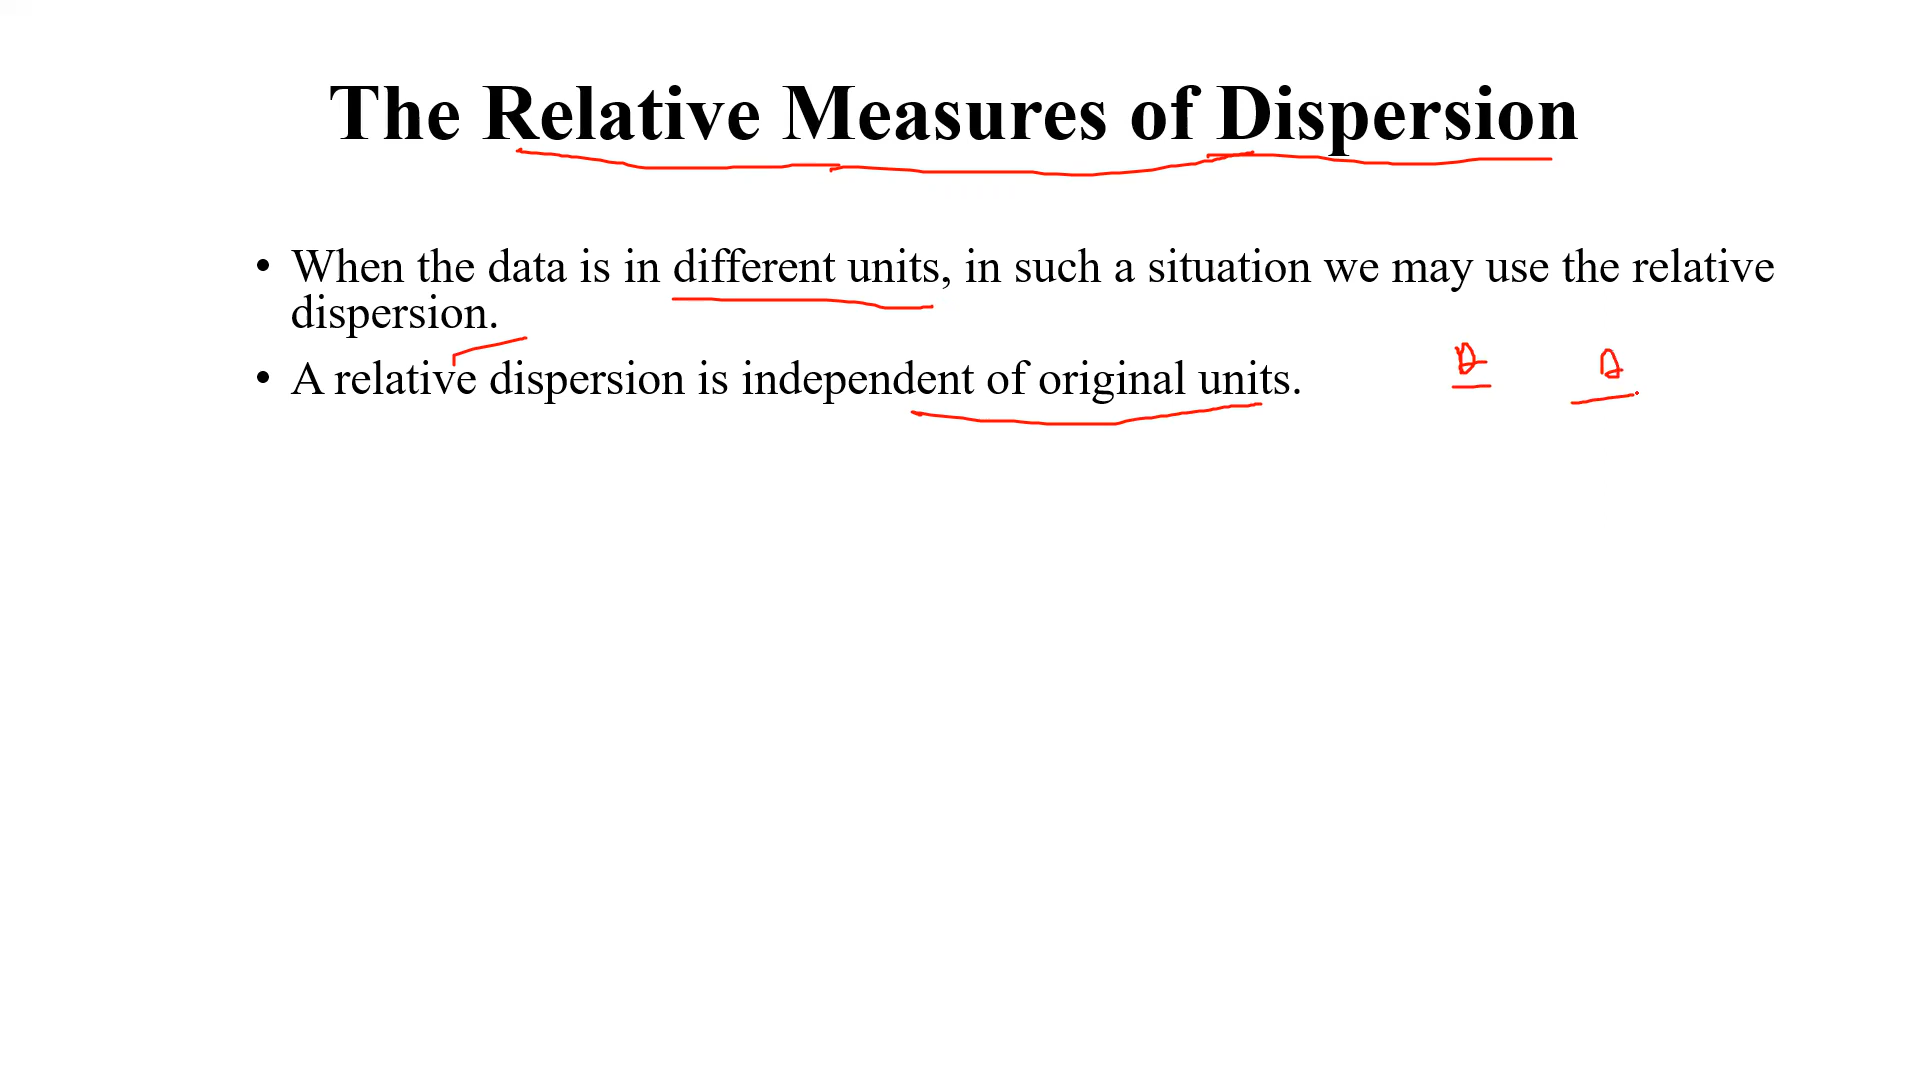 The Relative Measures of Dispersion
• When the data is in different units, in such a situation we may use the relative
dispersion.
• A relative dispersion is independent of original units.